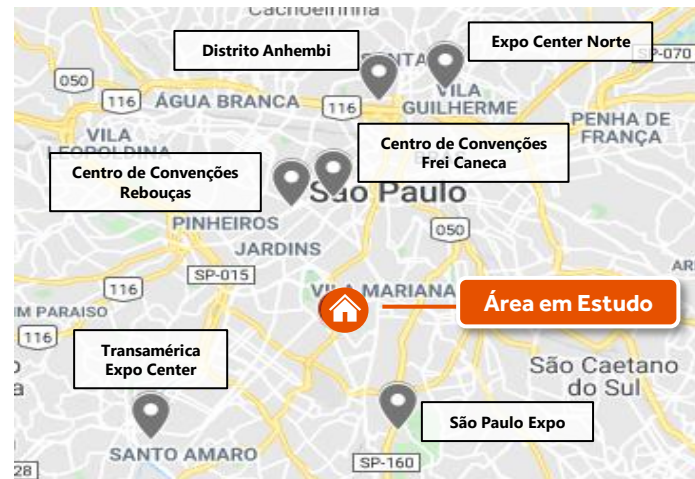 Cachoeirinha
Distrito Anhembi
Expo Center Norte
SANTA
SP-070
050
116
ÁGUA BRANCA
116
VILA
GUILHERME
PENHA DE
FRANÇA
VILA
LEOPOLDINA
Centro de Convenções
Frei Caneca
Centro de Convenções
Rebouças
São Paulo
PINHEIROS
050
JARDINS
SP-015
116
VILA MARIANA
Área em Estudo
IM PARAISO
116
Transamérica
Expo Center
São Caetano
do Sul
São Paulo Expo
SANTO AMARO
SP-160
28